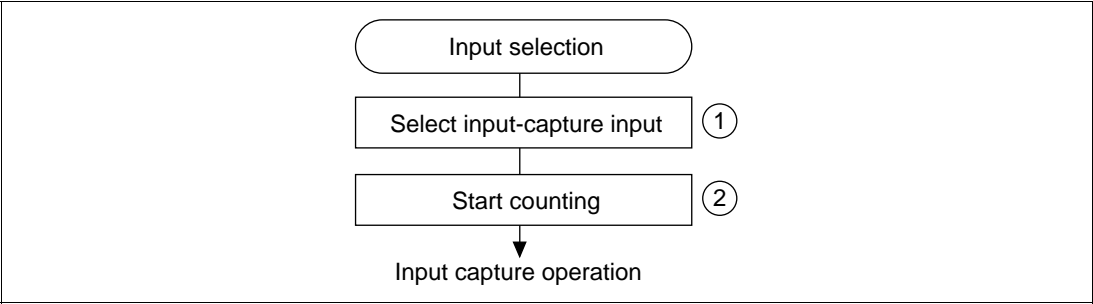 Input selection
Select input-capture input
1
Start counting
2
Input capture operation